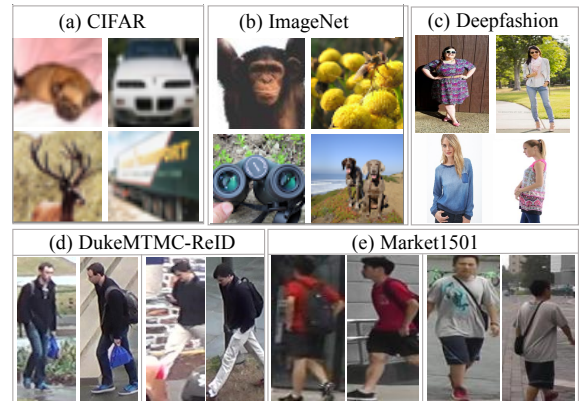 (a) CIFAR
(b) ImageNet
(c) Deepfashion
(d) DukeMTMC-ReID
(e) Market1501